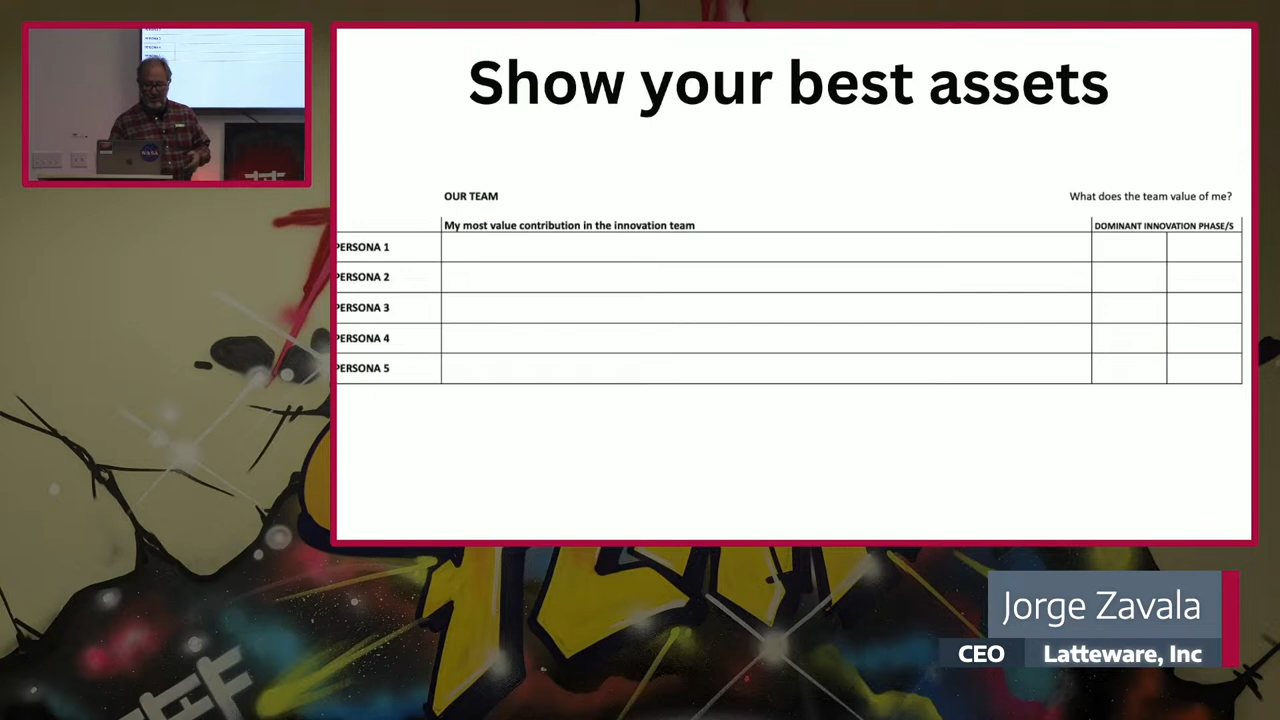 Show your best assets
OUR TEAM
What does the team value of me?
My most value contribution in the innovation team
DOMINANT INNOVATION PHASE/S
PERSONA 1
PERSONA 2
PERSONA 3
PERSONA 4
PERSONA 5
NASA
Jorge Zavala
CEO
Latteware, Inc